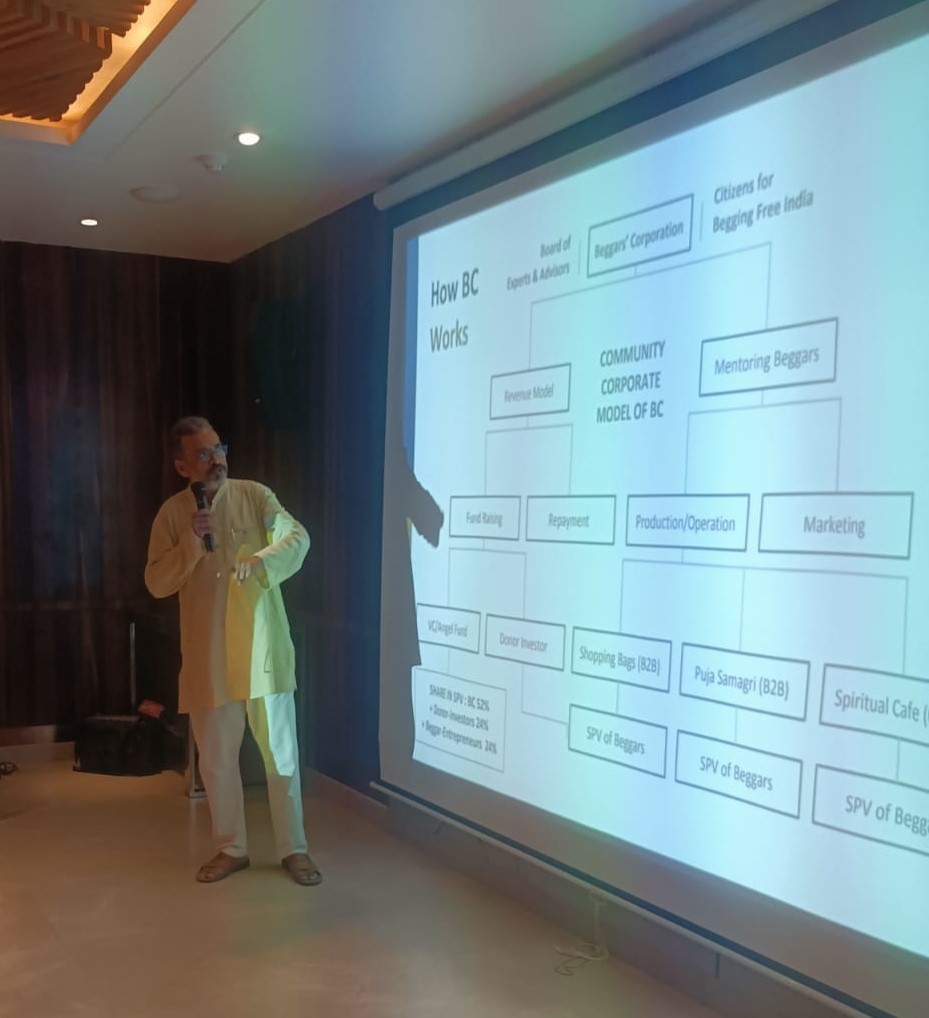 How BC
Works
Board of
Experts & Advisors
Beggars' Corporation
Citizens for
Begging Free India
COMMUNITY
CORPORATE
MODEL OF BC
Revenue Model
Mentoring Beggars
Fund Raising
Repayment
Production/Operation
Marketing
VC/Angel Fund
Donor Investor
Shopping Bags (B2B)
Puja Samagri (B2B)
Spiritual Cafe (
SHARE IN SPV : BC 52%
+ Donor-Investors 24%
+ Beggar-Entrepreneurs 24%
SPV of Beggars
SPV of Beggars
SPV of Begg